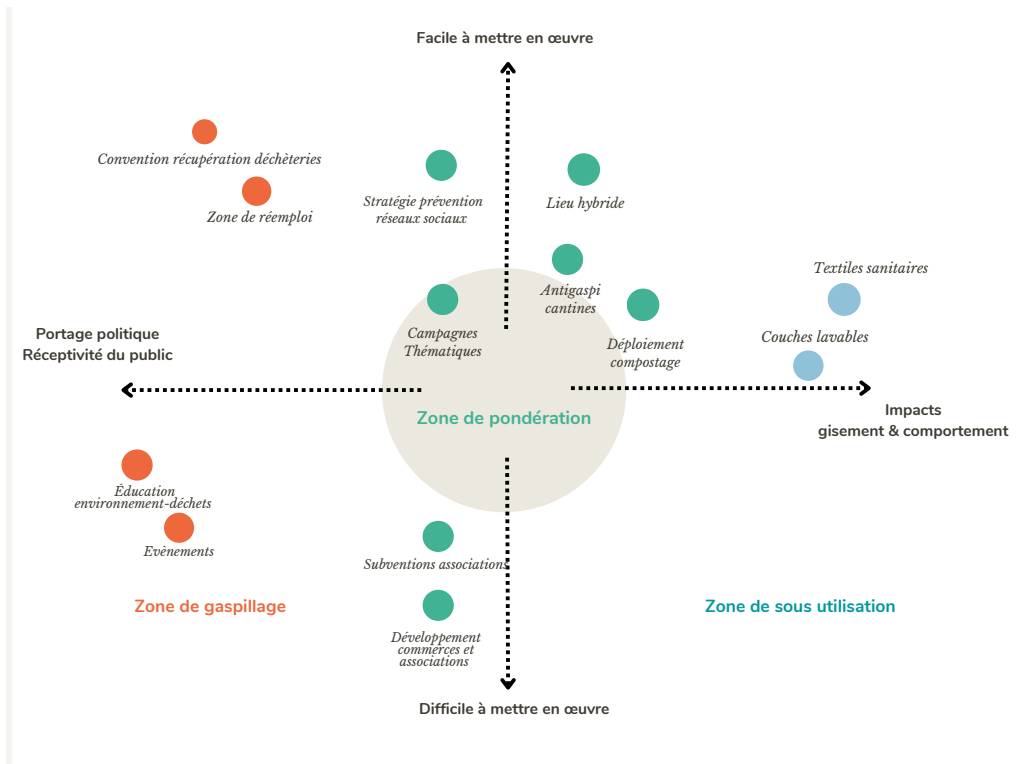 Facile à mettre en œuvre
Convention récupération déchèteries
Zone de réemploi
Stratégie prévention
réseaux sociaux
Lieu hybride
Antigaspi
cantines
Textiles sanitaires
Campagnes
Thématiques
Déploiement
compostage
Couches lavables
Portage politique
Réceptivité du public
Impacts
gisement & comportement
Zone de pondération
Éducation
environnement-déchets
Evènements
Subventions associations
Zone de gaspillage
Zone de sous utilisation
Développement
commerces et
associations
Difficile à mettre en œuvre